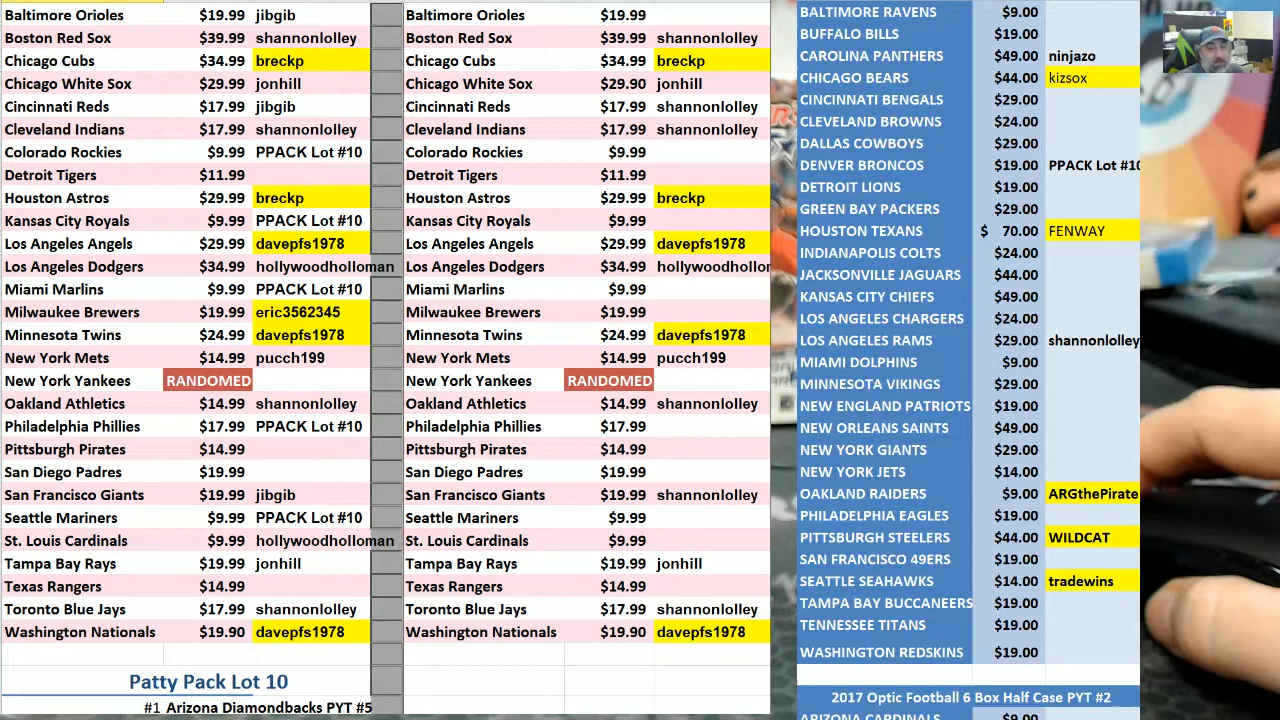 Baltimore Orioles $19.99 jibgib
Boston Red Sox $39.99 shannonlolley
Chicago Cubs $34.99 breckp
Chicago White Sox $29.99 jonhill
Cincinnati Reds $17.99 jibgib
Cleveland Indians $17.99 shannonlolley
Colorado Rockies $9.99 PPACK Lot #10
Detroit Tigers $11.99
Houston Astros $29.99 breckp
Kansas City Royals $9.99 PPACK Lot #10
Los Angeles Angels $29.99 davepfs1978
Los Angeles Dodgers $34.99 hollywoodholloman
Miami Marlins $9.99 PPACK Lot #10
Milwaukee Brewers $19.99 eric3562345
Minnesota Twins $24.99 davepfs1978
New York Mets $14.99 pucch199
New York Yankees RANDOMED
Oakland Athletics $14.99 shannonlolley
Philadelphia Phillies $17.99 PPACK Lot #10
Pittsburgh Pirates $14.99
San Diego Padres $19.99
San Francisco Giants $19.99 jibgib
Seattle Mariners $9.99 PPACK Lot #10
St. Louis Cardinals $9.99 hollywoodholloman
Tampa Bay Rays $19.99 jonhill
Texas Rangers $14.99
Toronto Blue Jays $17.99 shannonlolley
Washington Nationals $19.90 davepfs1978
Patty Pack Lot 10
#1 Arizona Diamondbacks PYT #5
Baltimore Orioles $19.99
Boston Red Sox $39.99 shannonlolley
Chicago Cubs $34.99 breckp
Chicago White Sox $29.90 jonhill
Cincinnati Reds $17.99 shannonlolley
Cleveland Indians $17.99 shannonlolley
Colorado Rockies $9.99
Detroit Tigers $11.99
Houston Astros $29.99 breckp
Kansas City Royals $9.99
Los Angeles Angels $29.99 davepfs1978
Los Angeles Dodgers $34.99 hollywoodhollor
Miami Marlins $9.99
Milwaukee Brewers $19.99
Minnesota Twins $24.99 davepfs1978
New York Mets $14.99 pucch199
New York Yankees RANDOMED
Oakland Athletics $14.99 shannonlolley
Philadelphia Phillies $17.99
Pittsburgh Pirates $14.99
San Diego Padres $19.99
San Francisco Giants $19.99 shannonlolley
Seattle Mariners $9.99
St. Louis Cardinals $9.99
Tampa Bay Rays $19.99 jonhill
Texas Rangers $14.99
Toronto Blue Jays $17.99 shannonlolley
Washington Nationals $19.90 davepfs1978
BALTIMORE RAVENS $9.00
BUFFALO BILLS $19.00
CAROLINA PANTHERS $49.00 ninjazo
CHICAGO BEARS $44.00 kizsox
CINCINNATI BENGALS $29.00
CLEVELAND BROWNS $24.00
DALLAS COWBOYS $29.00
DENVER BRONCOS $19.00 PPACK Lot #10
DETROIT LIONS $19.00
GREEN BAY PACKERS $29.00
HOUSTON TEXANS $ 70.00 FENWAY
INDIANAPOLIS COLTS $24.00
JACKSONVILLE JAGUARS $44.00
KANSAS CITY CHIEFS $49.00
LOS ANGELES CHARGERS $24.00
LOS ANGELES RAMS $29.00 shannonlolley
MIAMI DOLPHINS $9.00
MINNESOTA VIKINGS $29.00
NEW ENGLAND PATRIOTS $19.00
NEW ORLEANS SAINTS $49.00
NEW YORK GIANTS $29.00
NEW YORK JETS $14.00
OAKLAND RAIDERS $9.00 ARGthePirate
PHILADELPHIA EAGLES $19.00
PITTSBURGH STEELERS $44.00 WILDCAT
SAN FRANCISCO 49ERS $19.00
SEATTLE SEAHAWKS $14.00 tradewins
TAMPA BAY BUCCANEERS $19.00
TENNESSEE TITANS $19.00
WASHINGTON REDSKINS $19.00
2017 Optic Football 6 Box Half Case PYT #2
ARIZONA CARDINALS $9.00